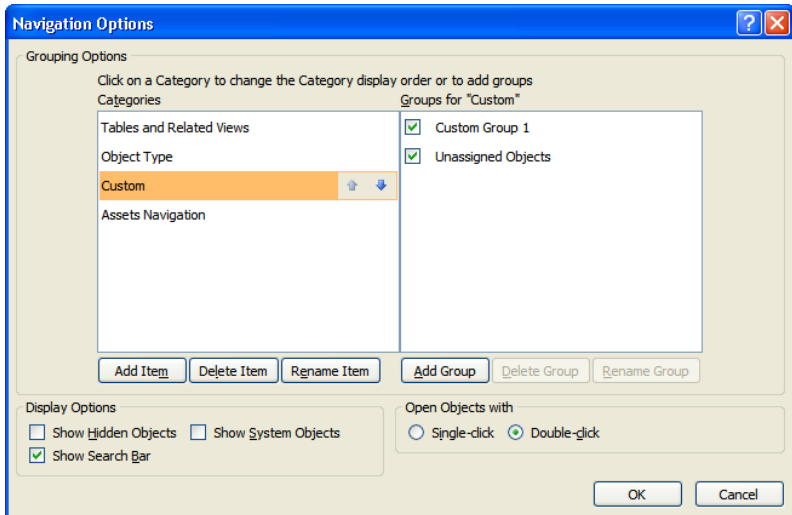 Navigation Options
Grouping Options
Click on a Category to change the Category display order or to add groups
Categories
Groups for "Custom"
Tables and Related Views
Object Type
Custom
Assets Navigation
Custom Group 1
Unassigned Objects
Add Item
Delete Item
Rename Item
Add Group
Delete Group
Rename Group
Display Options
Show Hidden Objects
Show System Objects
Show Search Bar
Open Objects with
Single-click
Double-click
OK
Cancel